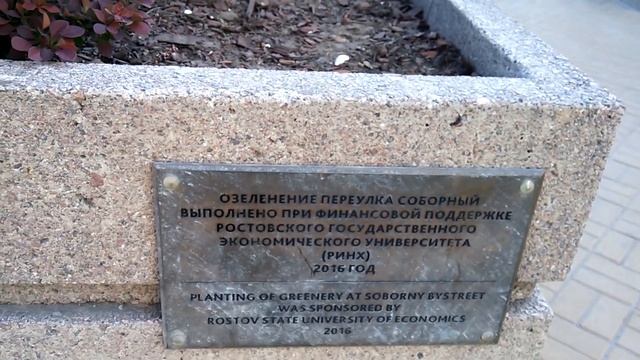 ОЗЕЛЕНЕНИЕ ПЕРЕУЛКА СОБОРНЫЙ
ВЫПОЛНЕНО ПРИ ФИНАНСОВОЙ ПОДДЕРЖКЕ
РОСТОВСКОГО ГОСУДАРСТВЕННОГО
ЭКОНОМИЧЕСКОГО УНИВЕРСИТЕТА
(РИНХ)
2016 ГОД
PLANTING OF GREENERY AT SOBORNY BYSTREET
WAS SPONSORED BY
ROSTOV STATE UNIVERSITY OF ECONOMICS
2016